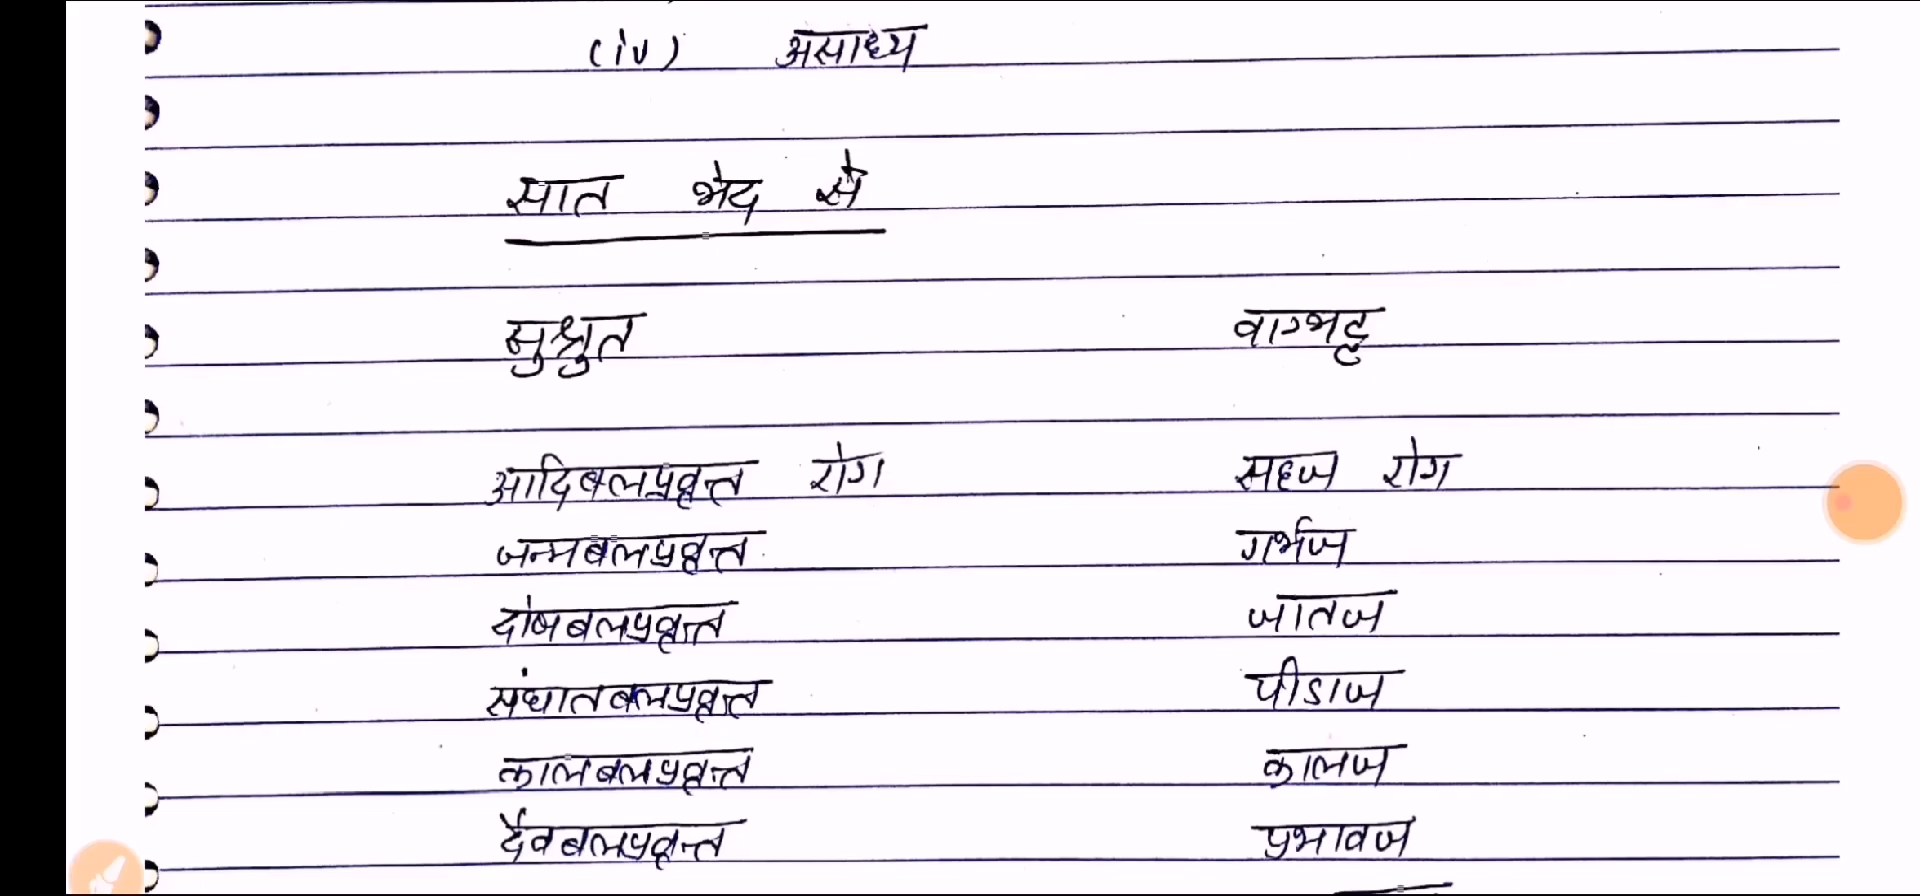 (iv) असाध्य
सात भेद से
सुश्रुत वाग्भट्ट
आदिबलप्रवृत्त रोग सहज रोग
जन्मबलप्रवृत्त गर्भज
दोषबलप्रवृत्त जातज
संघातबलप्रवृत्त पीडाज
कालबलप्रवृत्त कालज
दैवबलप्रवृत्त प्रभावज